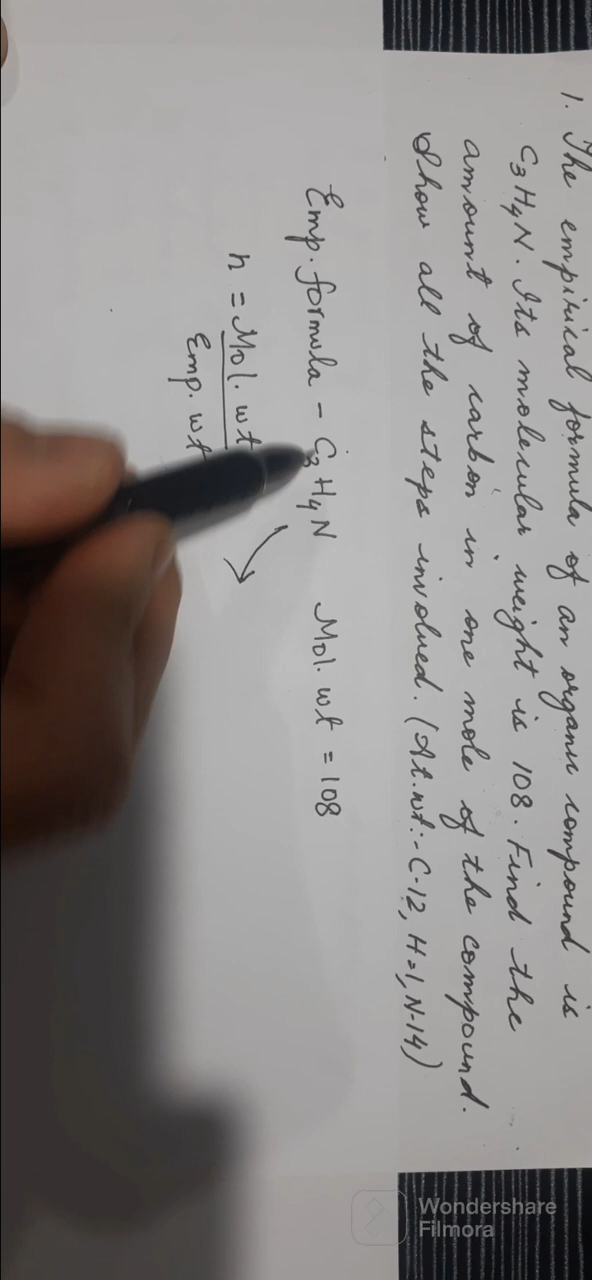 1. The empirical formula of an organic compound is
C₃H₄N. Its molecular weight is 108. Find the
amount of carbon in one mole of the compound.
Show all the steps involved. (At.wt:-C-12, H=1, N-14)
Emp. formula - C₃H₄N Mol. wt = 108
n = Mol. wt
Emp. wt
Wondershare
Filmora